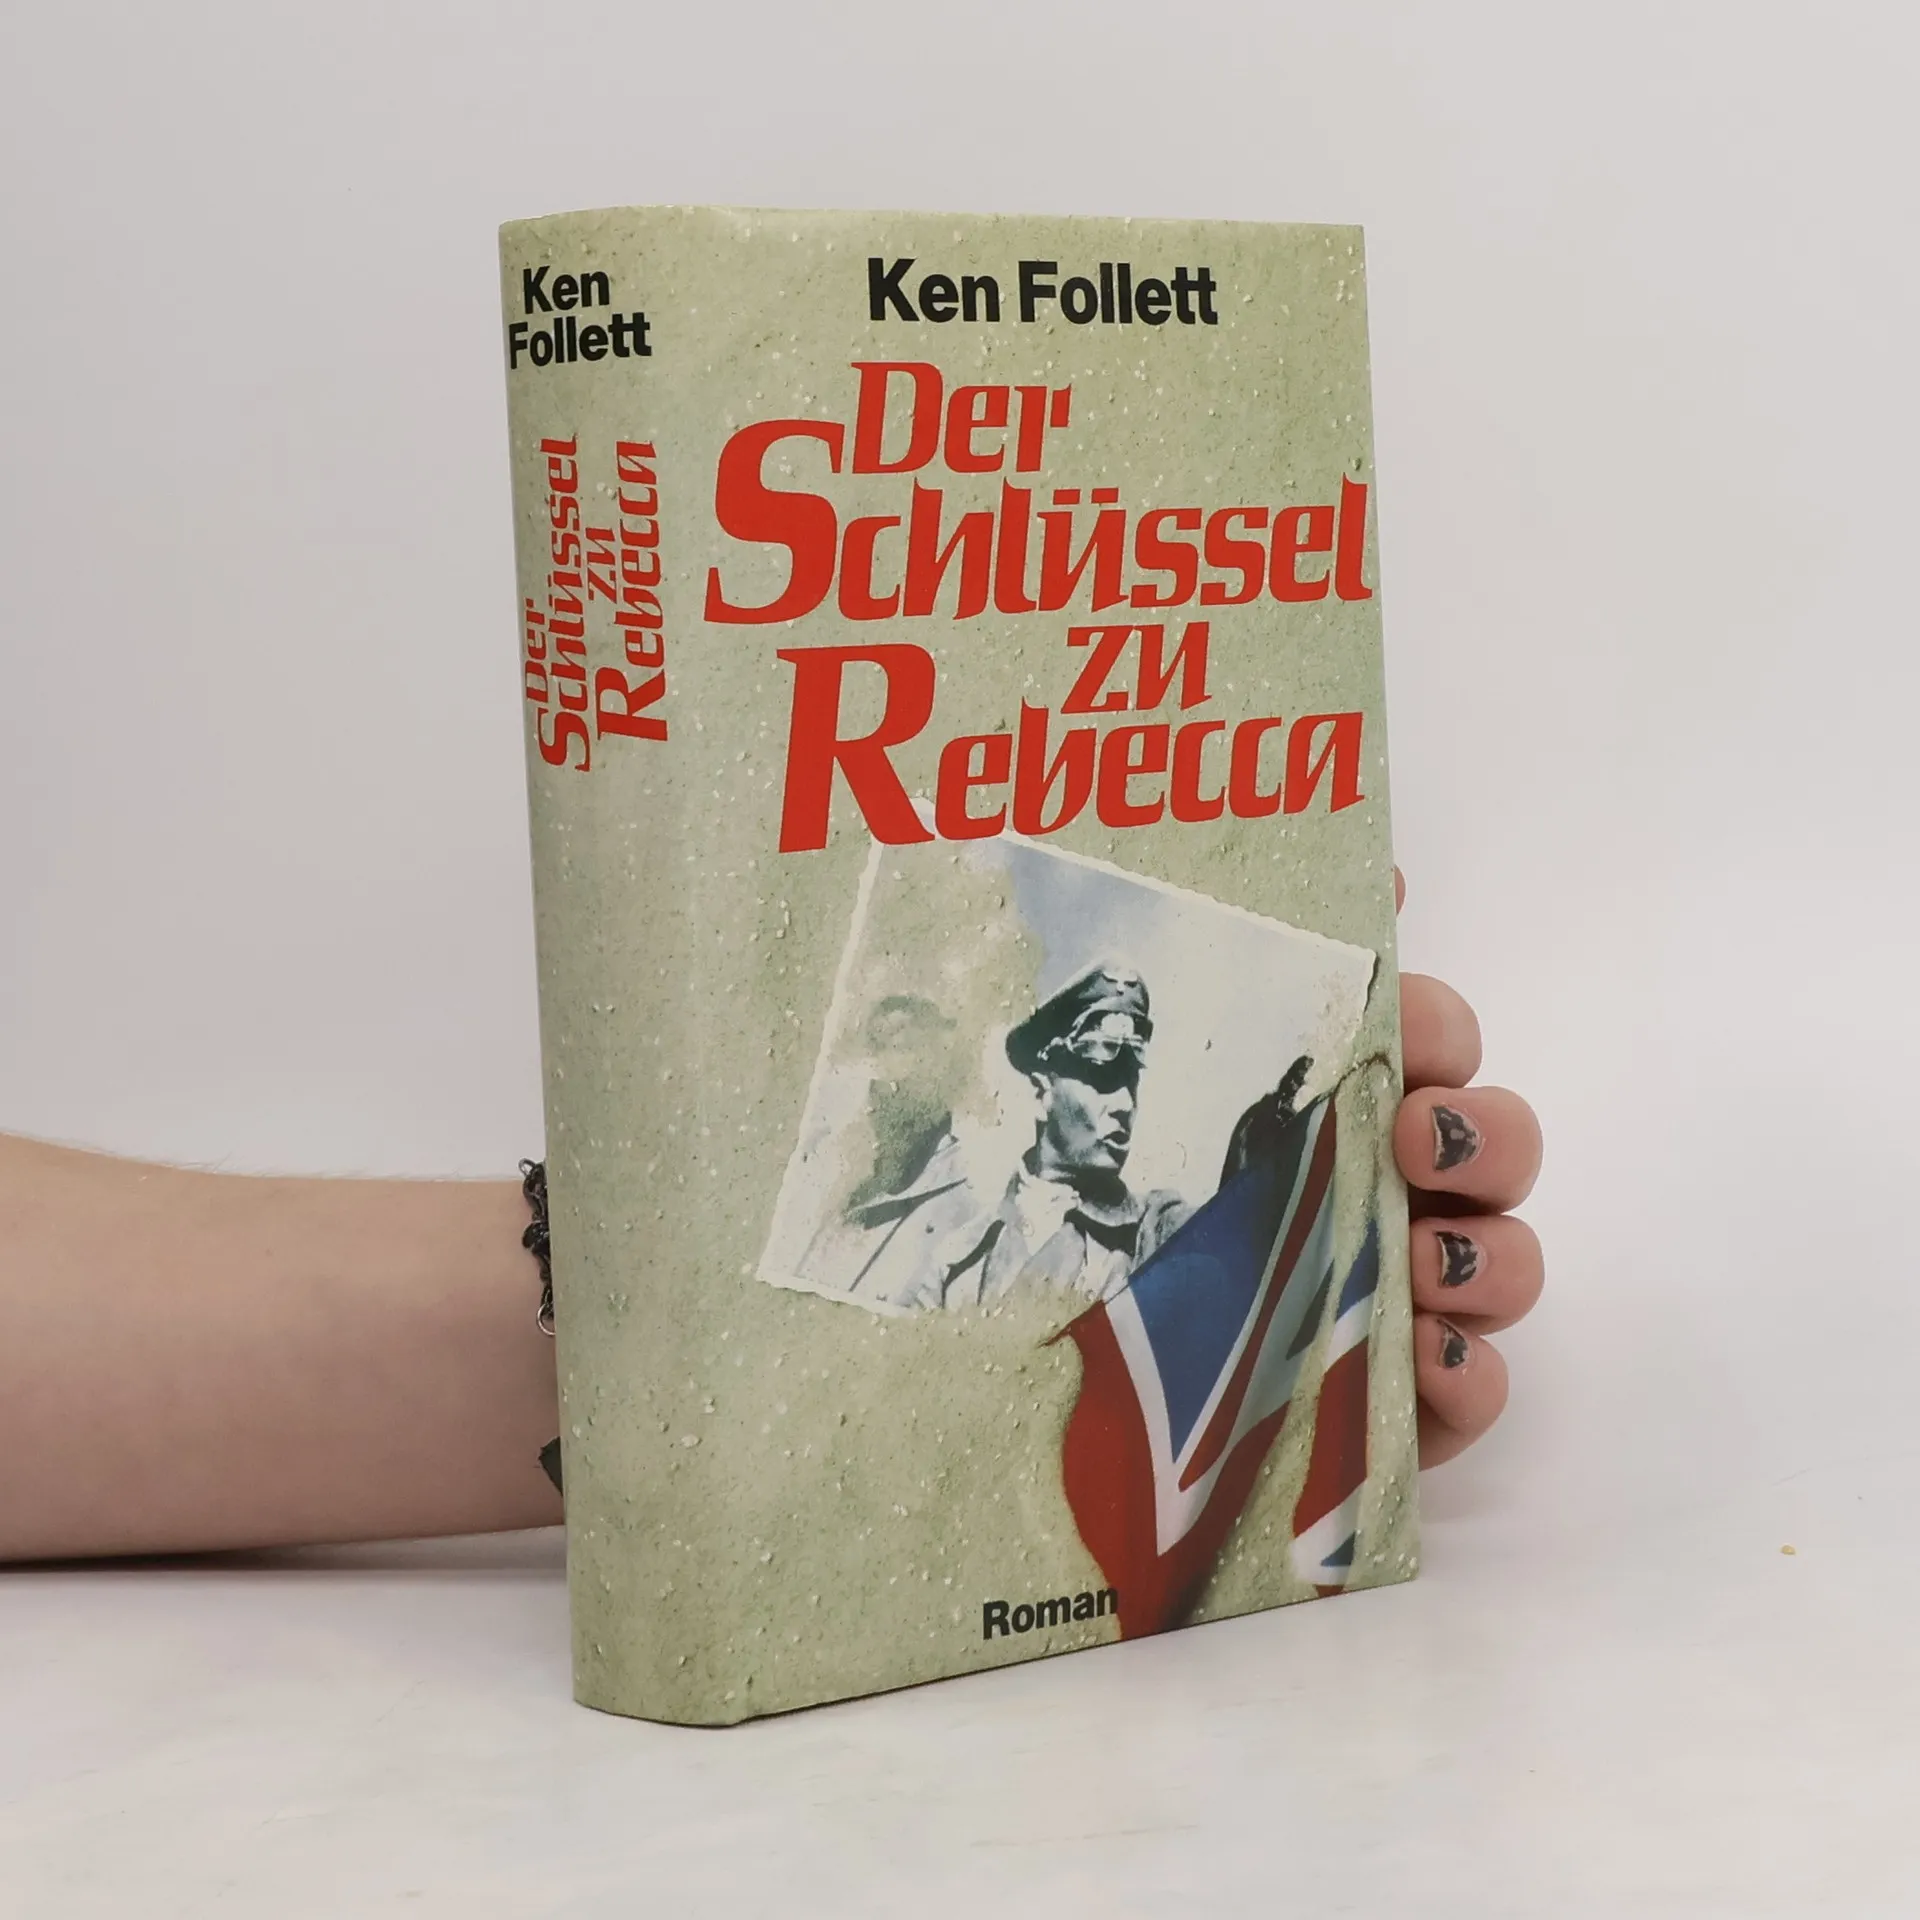 Ken
Follett
Der
Schlüssel
zu
Rebecca
Ken Follett
Der
Schlüssel
zu
Rebecca
Roman